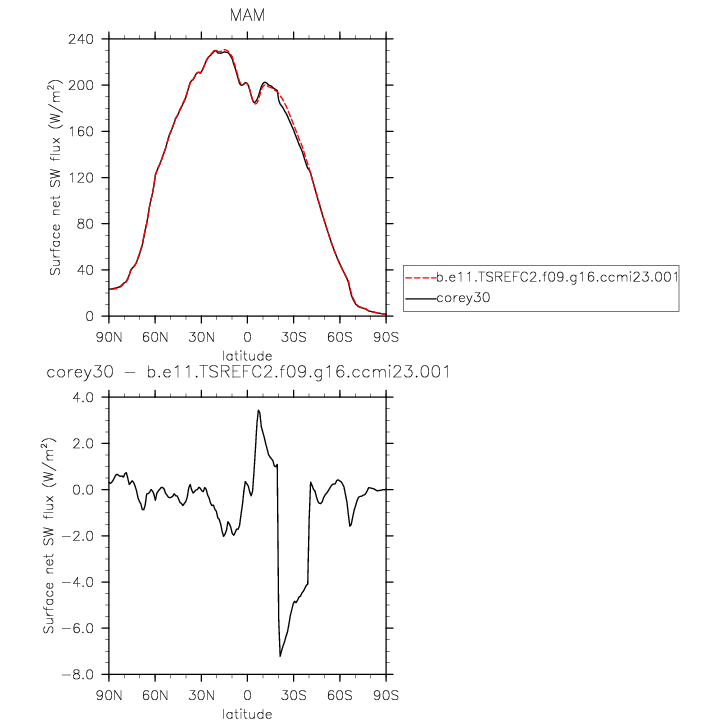 MAM
240
200
160
120
80
40
0
Surface net SW flux (W/m²)
90N 60N 30N 0 30S 60S 90S
latitude
b.e11.TSREFC2.f09.g16.ccmi23.001
corey30
corey30 − b.e11.TSREFC2.f09.g16.ccmi23.001
4.0
2.0
0.0
−2.0
−4.0
−6.0
−8.0
Surface net SW flux (W/m²)
90N 60N 30N 0 30S 60S 90S
latitude